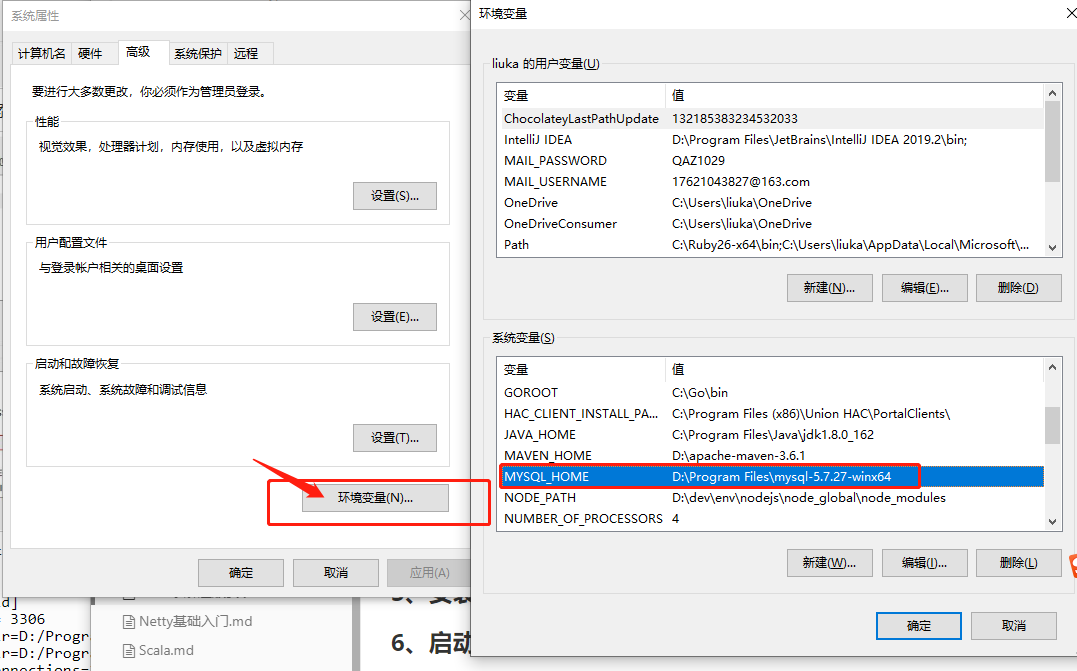 系统属性
计算机名 硬件 高级 系统保护 远程
要进行大多数更改，你必须作为管理员登录。
性能
视觉效果，处理器计划，内存使用，以及虚拟内存
设置(S)...
用户配置文件
与登录帐户相关的桌面设置
设置(E)...
启动和故障恢复
系统启动、系统故障和调试信息
设置(T)...
环境变量(N)...
确定 取消 应用(A)
环境变量
liuka 的用户变量(U)
变量 值
ChocolateyLastPathUpdate 132185383234532033
IntelliJ IDEA D:\Program Files\JetBrains\IntelliJ IDEA 2019.2\bin;
MAIL_PASSWORD QAZ1029
MAIL_USERNAME 17621043827@163.com
OneDrive C:\Users\liuka\OneDrive
OneDriveConsumer C:\Users\liuka\OneDrive
Path C:\Ruby26-x64\bin;C:\Users\liuka\AppData\Local\Microsoft\...
新建(N)... 编辑(E)... 删除(D)
系统变量(S)
变量 值
GOROOT C:\Go\bin
HAC_CLIENT_INSTALL_PA... C:\Program Files (x86)\Union HAC\PortalClients\
JAVA_HOME C:\Program Files\Java\jdk1.8.0_162
MAVEN_HOME D:\apache-maven-3.6.1
MYSQL_HOME D:\Program Files\mysql-5.7.27-winx64
NODE_PATH D:\dev\env\nodejs\node_global\node_modules
NUMBER_OF_PROCESSORS 4
新建(W)... 编辑(I)... 删除(L)
确定 取消
d]
= 3306
ir=D:/Progr
ir=D:/Progr
onnections=
Netty基础入门.md
Scala.md
6、启动